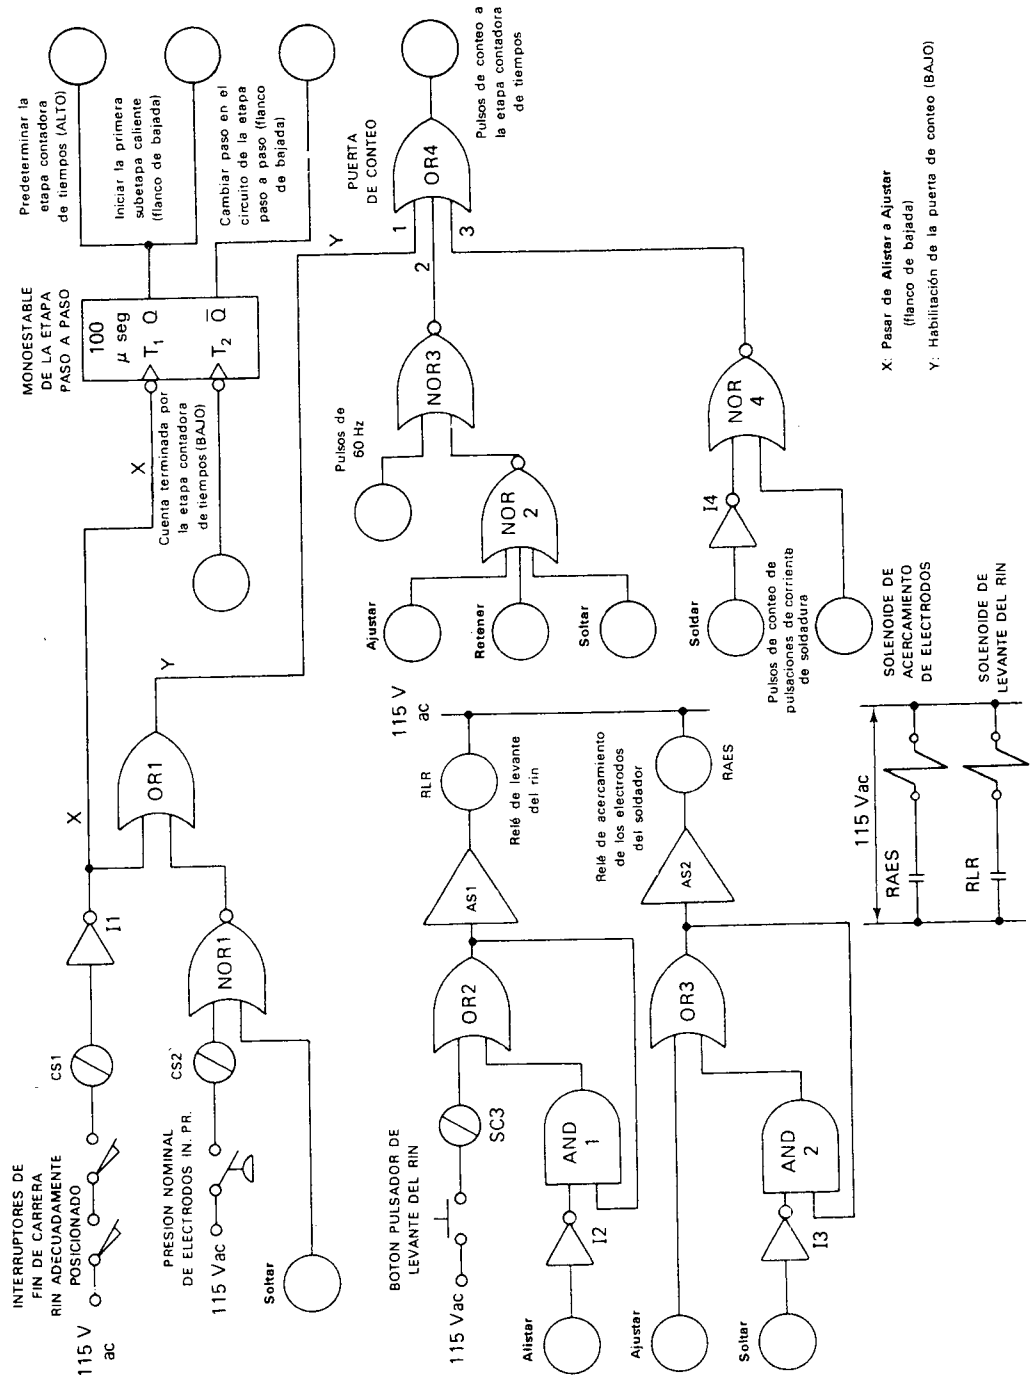 INTERRUPTORES DE
FIN DE CARRERA
RIN ADECUADAMENTE
POSICIONADO
115 V
ac
CS1
I1
X
X
PRESION NOMINAL
DE ELECTRODOS IN. PR.
115 Vac
CS2
NOR1
Soltar
OR1
Y
MONOESTABLE
DE LA ETAPA
PASO A PASO
100
μ seg
T1 Q
T2 Q̅
Cuenta terminada por
la etapa contadora
de tiempos (BAJO)
Predeterminar la
etapa contadora
de tiempos (ALTO)
Iniciar la primera
subetapa caliente
(flanco de bajada)
Cambiar paso en el
circuito de la etapa
paso a paso (flanco
de bajada)
Y
PUERTA
DE CONTEO
1
2
3
OR4
Pulsos de conteo a
la etapa contadora
de tiempos
Pulsos de
60 Hz
NOR3
Ajustar
Retener
Soltar
NOR
2
Soldar
I4
NOR
4
Pulsos de conteo de
pulsaciones de corriente
de soldadura
X: Pasar de Alistar a Ajustar
(flanco de bajada)
Y: Habilitación de la puerta de conteo (BAJO)
BOTON PULSADOR DE
LEVANTE DEL RIN
115 Vac
SC3
OR2
AS1
RLR
115 V
ac
Relé de levante
del rin
Alistar
I2
AND
1
Ajustar
OR3
AS2
RAES
Relé de acercamiento
de los electrodos
del soldador
Soltar
I3
AND
2
115 Vac
RAES
SOLENOIDE DE
ACERCAMIENTO
DE ELECTRODOS
RLR
SOLENOIDE DE
LEVANTE DEL RIN